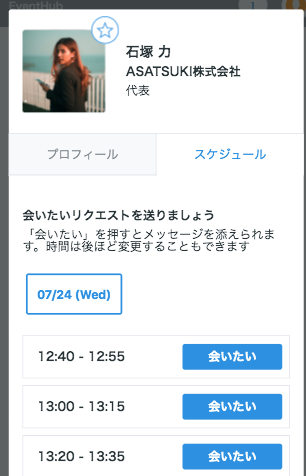 EventHub
石塚 力
ASATSUKI株式会社
代表
プロフィール
スケジュール
会いたいリクエストを送りましょう
「会いたい」を押すとメッセージを添えられま
す。時間は後ほど変更することもできます
07/24 (Wed)
12:40 - 12:55
会いたい
13:00 - 13:15
会いたい
13:20 - 13:35
会いたい